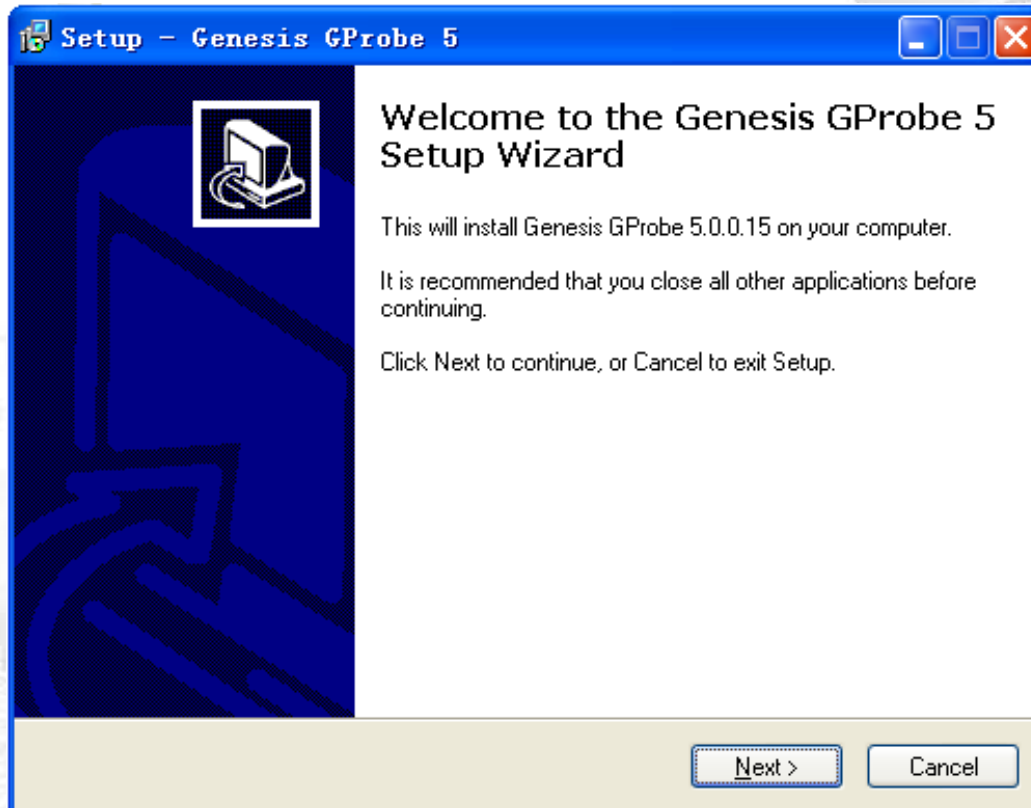 Setup - Genesis GProbe 5
Welcome to the Genesis GProbe 5
Setup Wizard
This will install Genesis GProbe 5.0.0.15 on your computer.
It is recommended that you close all other applications before
continuing.
Click Next to continue, or Cancel to exit Setup.
Next >
Cancel